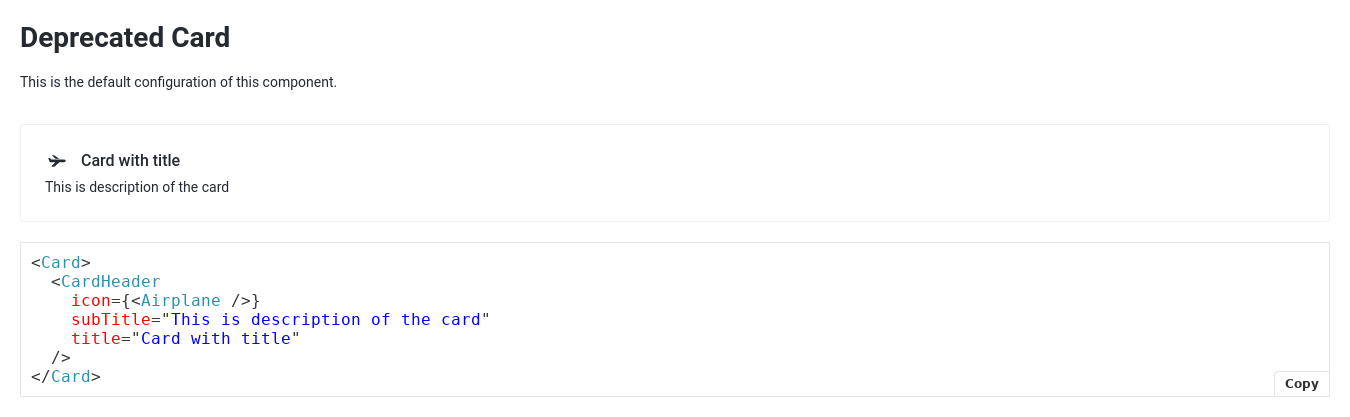 Deprecated Card
This is the default configuration of this component.
Card with title
This is description of the card
<Card>
  <CardHeader
    icon={<Airplane />}
    subTitle="This is description of the card"
    title="Card with title"
  />
</Card>
Copy